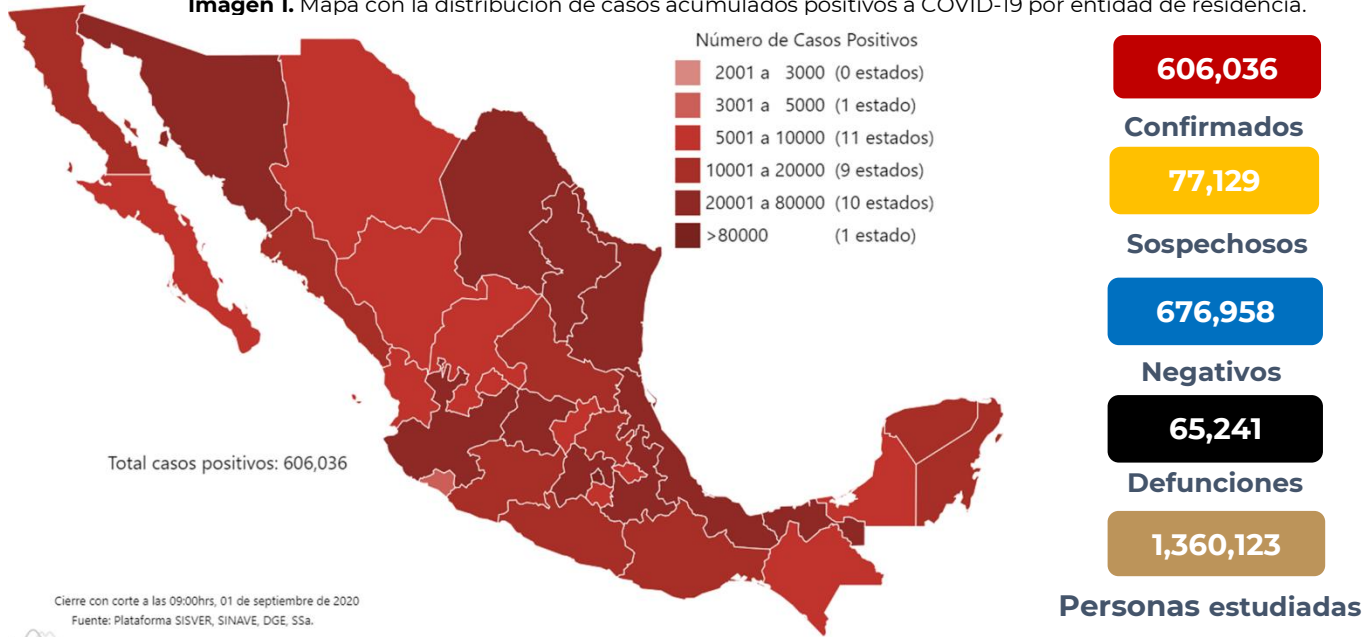 Imagen 1. Mapa con la distribución de casos acumulados positivos a COVID-19 por entidad de residencia.
Número de Casos Positivos
2001 a 3000 (0 estados)
3001 a 5000 (1 estado)
5001 a 10000 (11 estados)
10001 a 20000 (9 estados)
20001 a 80000 (10 estados)
>80000 (1 estado)
Total casos positivos: 606,036
Cierre con corte a las 09:00hrs, 01 de septiembre de 2020
Fuente: Plataforma SISVER, SINAVE, DGE, SSa.
606,036
Confirmados
77,129
Sospechosos
676,958
Negativos
65,241
Defunciones
1,360,123
Personas estudiadas